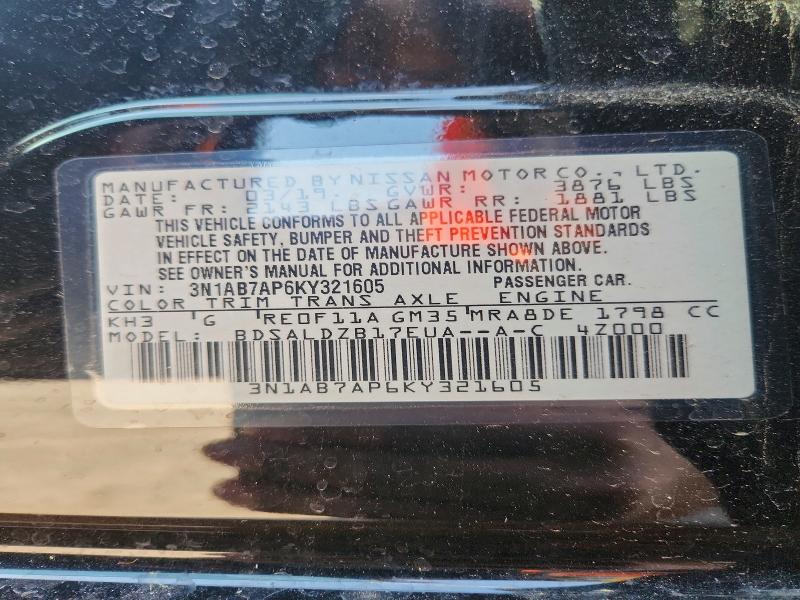 MANUFACTURED BY NISSAN MOTOR CO., LTD.
DATE: 03/19 GVWR: 3876 LBS
GAWR FR: 2143 LBS GAWR RR: 1881 LBS
THIS VEHICLE CONFORMS TO ALL APPLICABLE FEDERAL MOTOR
VEHICLE SAFETY, BUMPER AND THEFT PREVENTION STANDARDS
IN EFFECT ON THE DATE OF MANUFACTURE SHOWN ABOVE.
SEE OWNER'S MANUAL FOR ADDITIONAL INFORMATION.
VIN: 3N1AB7AP6KY321605 PASSENGER CAR.
COLOR TRIM TRANS AXLE ENGINE
KH3 G RE0F11A GM35 MRA8DE 1798 CC
MODEL: BDSALDZB17EUA--A-C 4Z000
3N1AB7AP6KY321605